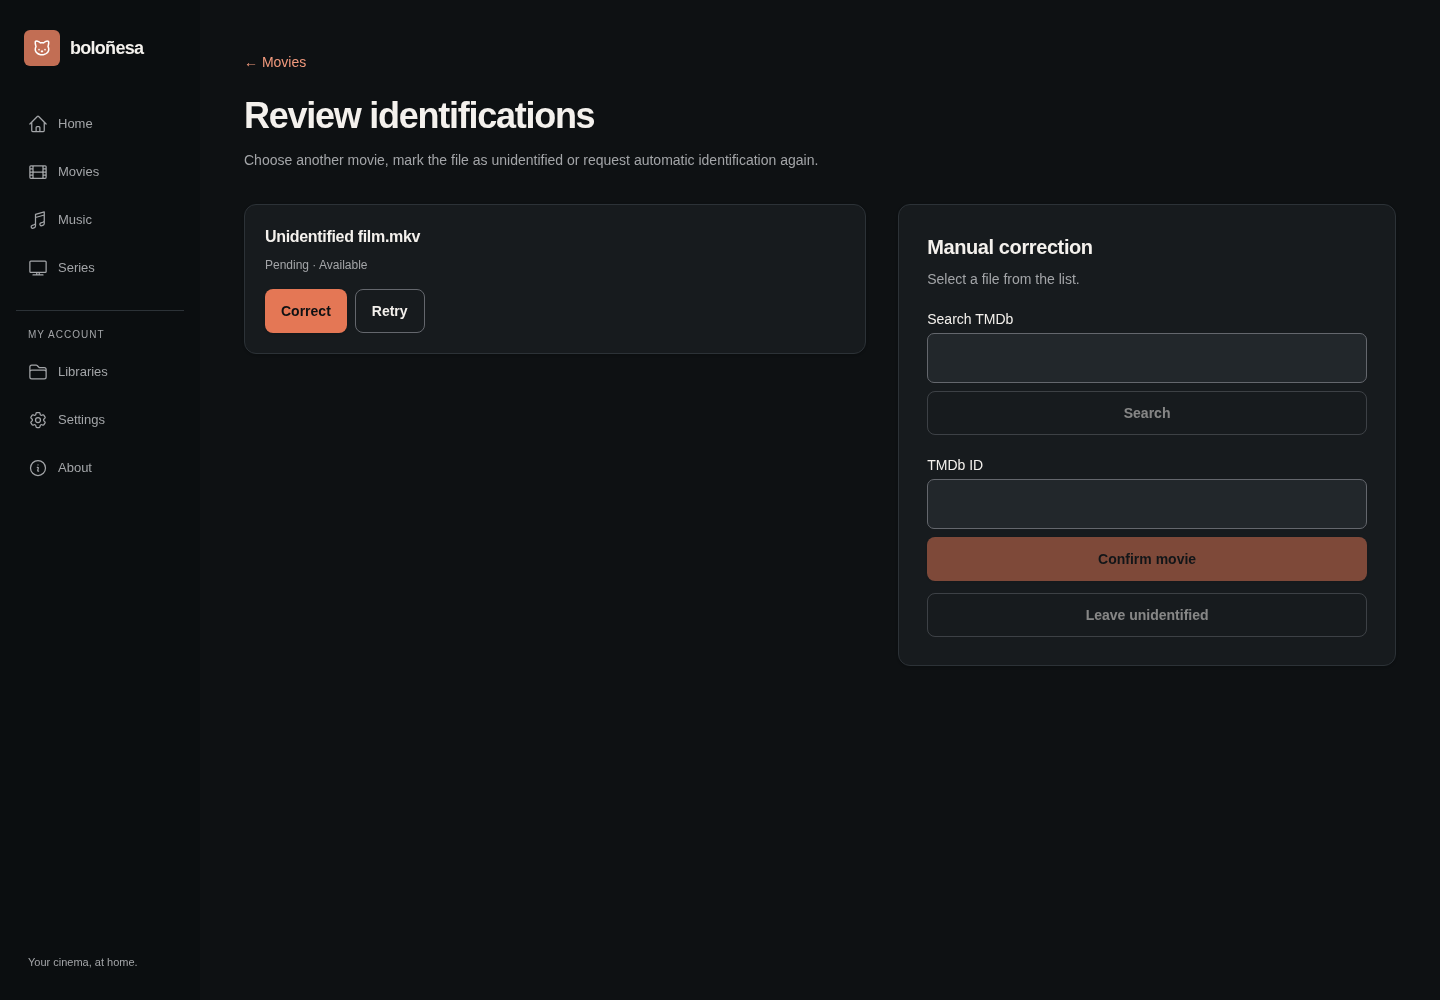 boloñesa
Home
Movies
Music
Series
MY ACCOUNT
Libraries
Settings
About
Your cinema, at home.
← Movies
Review identifications
Choose another movie, mark the file as unidentified or request automatic identification again.
Unidentified film.mkv
Pending · Available
Correct
Retry
Manual correction
Select a file from the list.
Search TMDb
Search
TMDb ID
Confirm movie
Leave unidentified